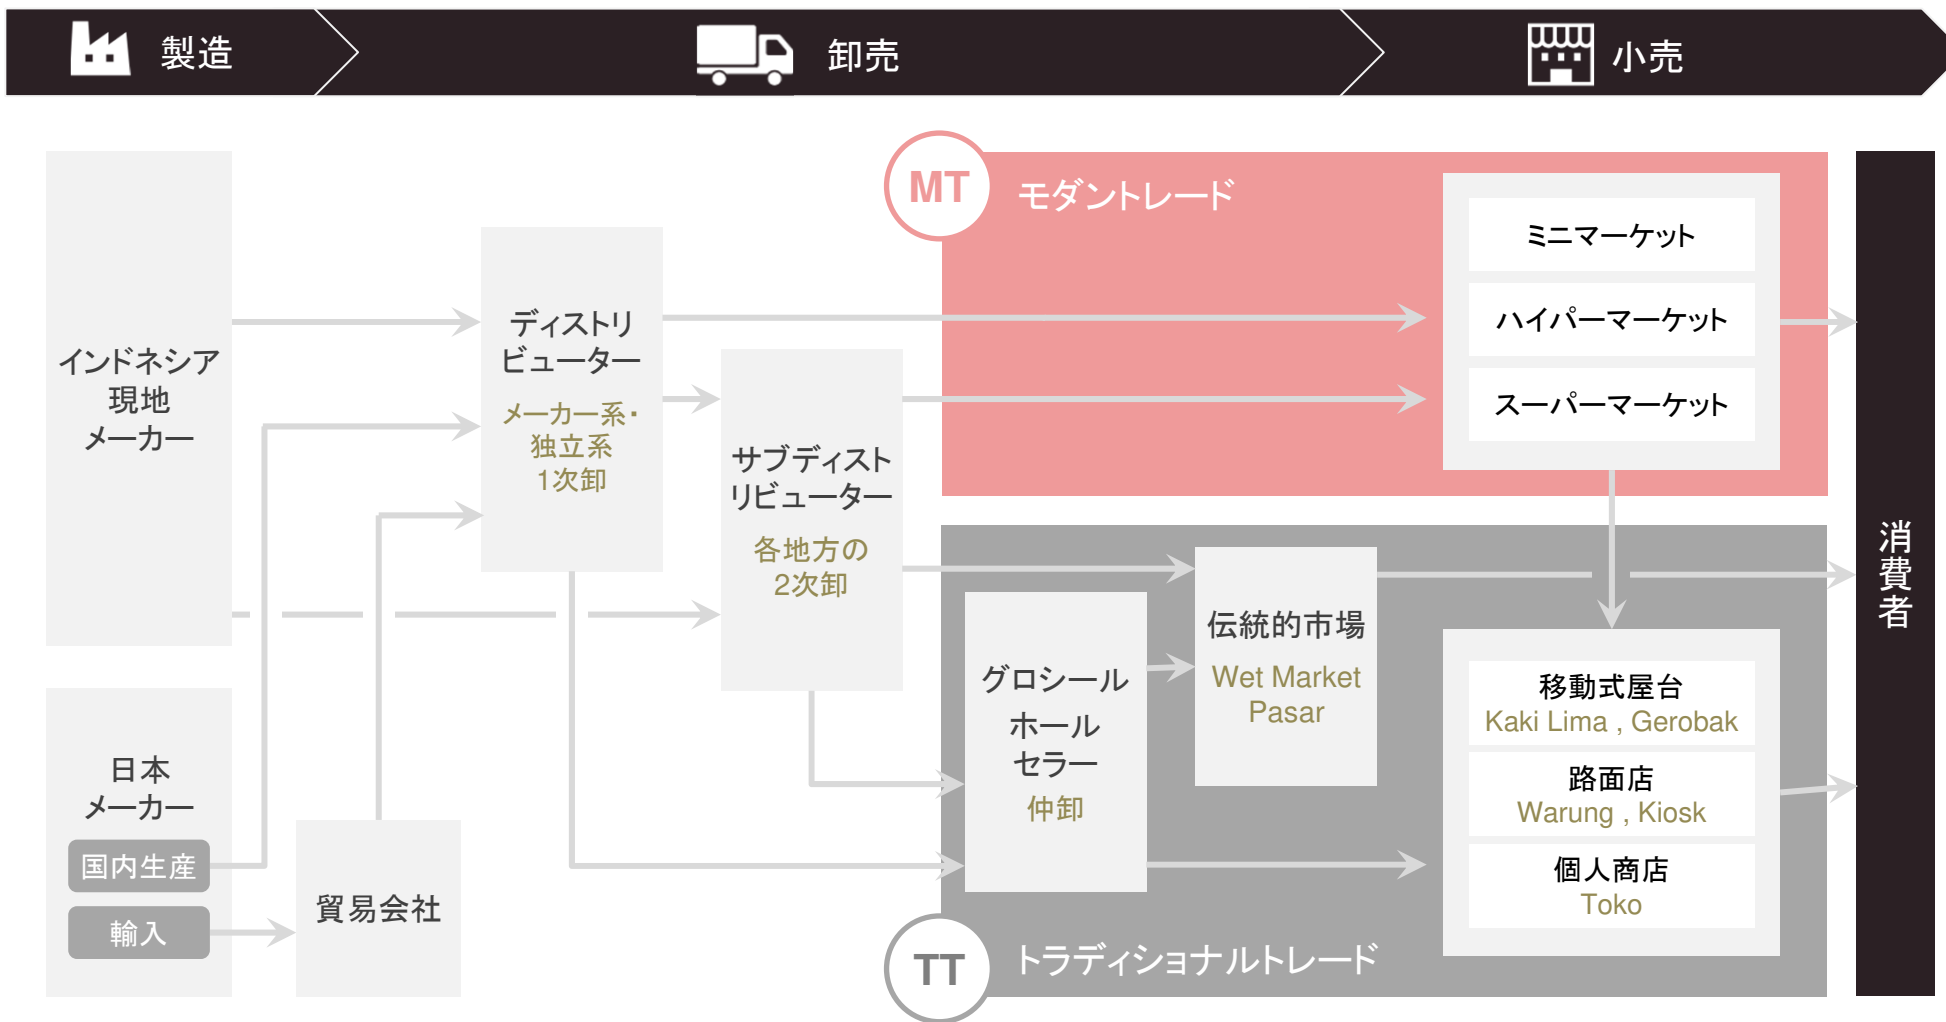 製造
卸売
小売
MT
モダントレード
ミニマーケット
ハイパーマーケット
スーパーマーケット
インドネシア
現地
メーカー
ディストリ
ビューター
メーカー系・
独立系
1次卸
サブディスト
リビューター
各地方の
2次卸
日本
メーカー
国内生産
輸入
貿易会社
グロシール
ホール
セラー
仲卸
伝統的市場
Wet Market
Pasar
移動式屋台
Kaki Lima , Gerobak
路面店
Warung , Kiosk
個人商店
Toko
TT
トラディショナルトレード
消費者